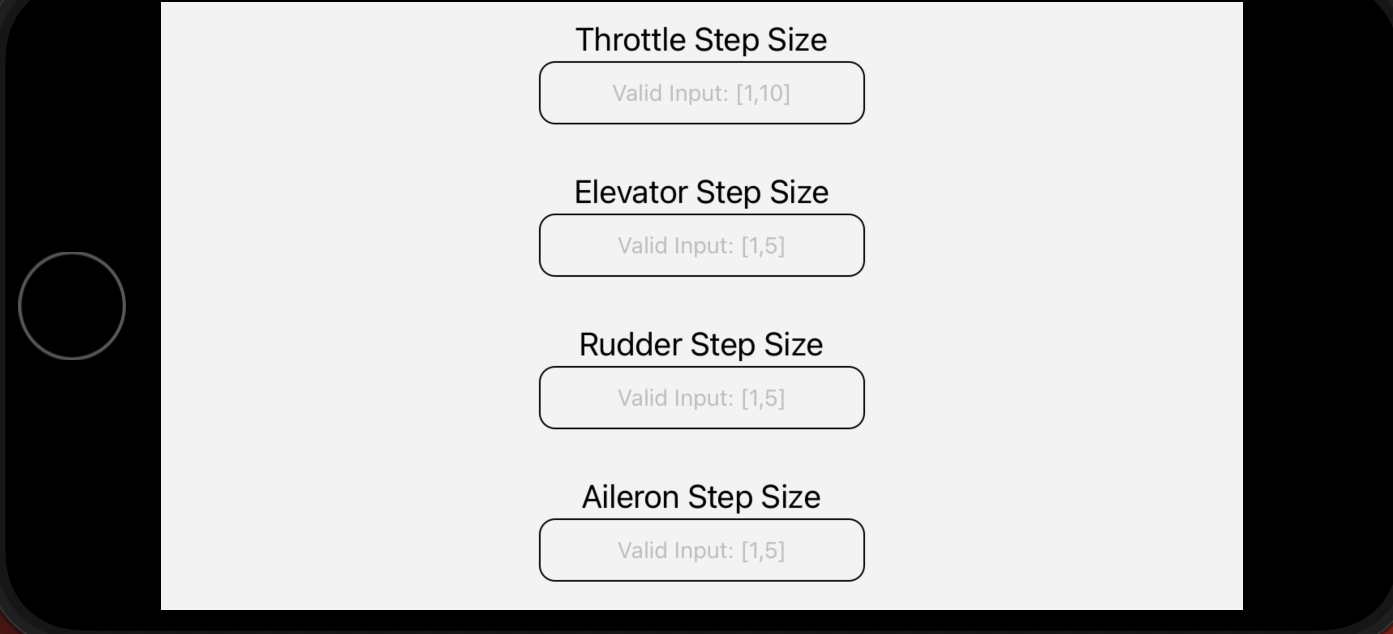 Throttle Step Size
Valid Input: [1,10]
Elevator Step Size
Valid Input: [1,5]
Rudder Step Size
Valid Input: [1,5]
Aileron Step Size
Valid Input: [1,5]